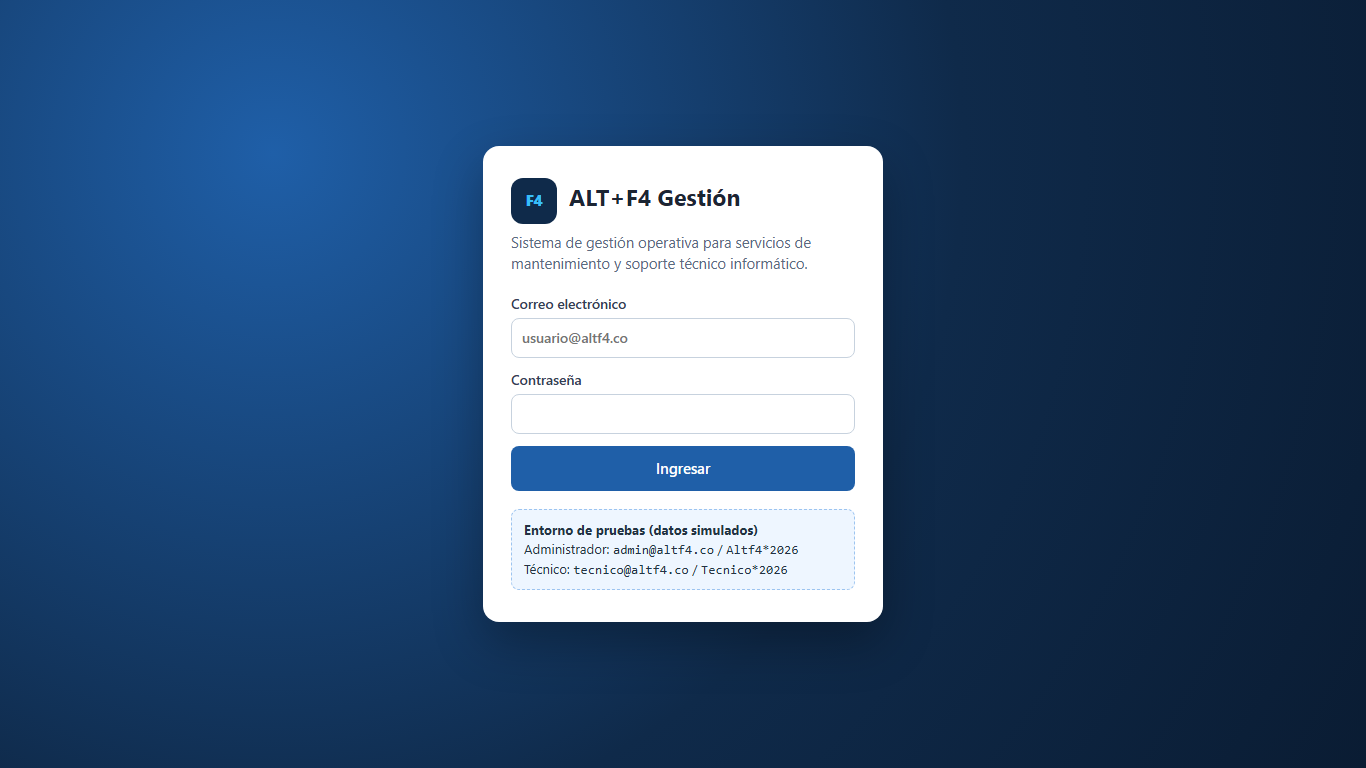 F4
ALT+F4 Gestión
Sistema de gestión operativa para servicios de
mantenimiento y soporte técnico informático.
Correo electrónico
usuario@altf4.co
Contraseña
Ingresar
Entorno de pruebas (datos simulados)
Administrador: admin@altf4.co / Altf4*2026
Técnico: tecnico@altf4.co / Tecnico*2026